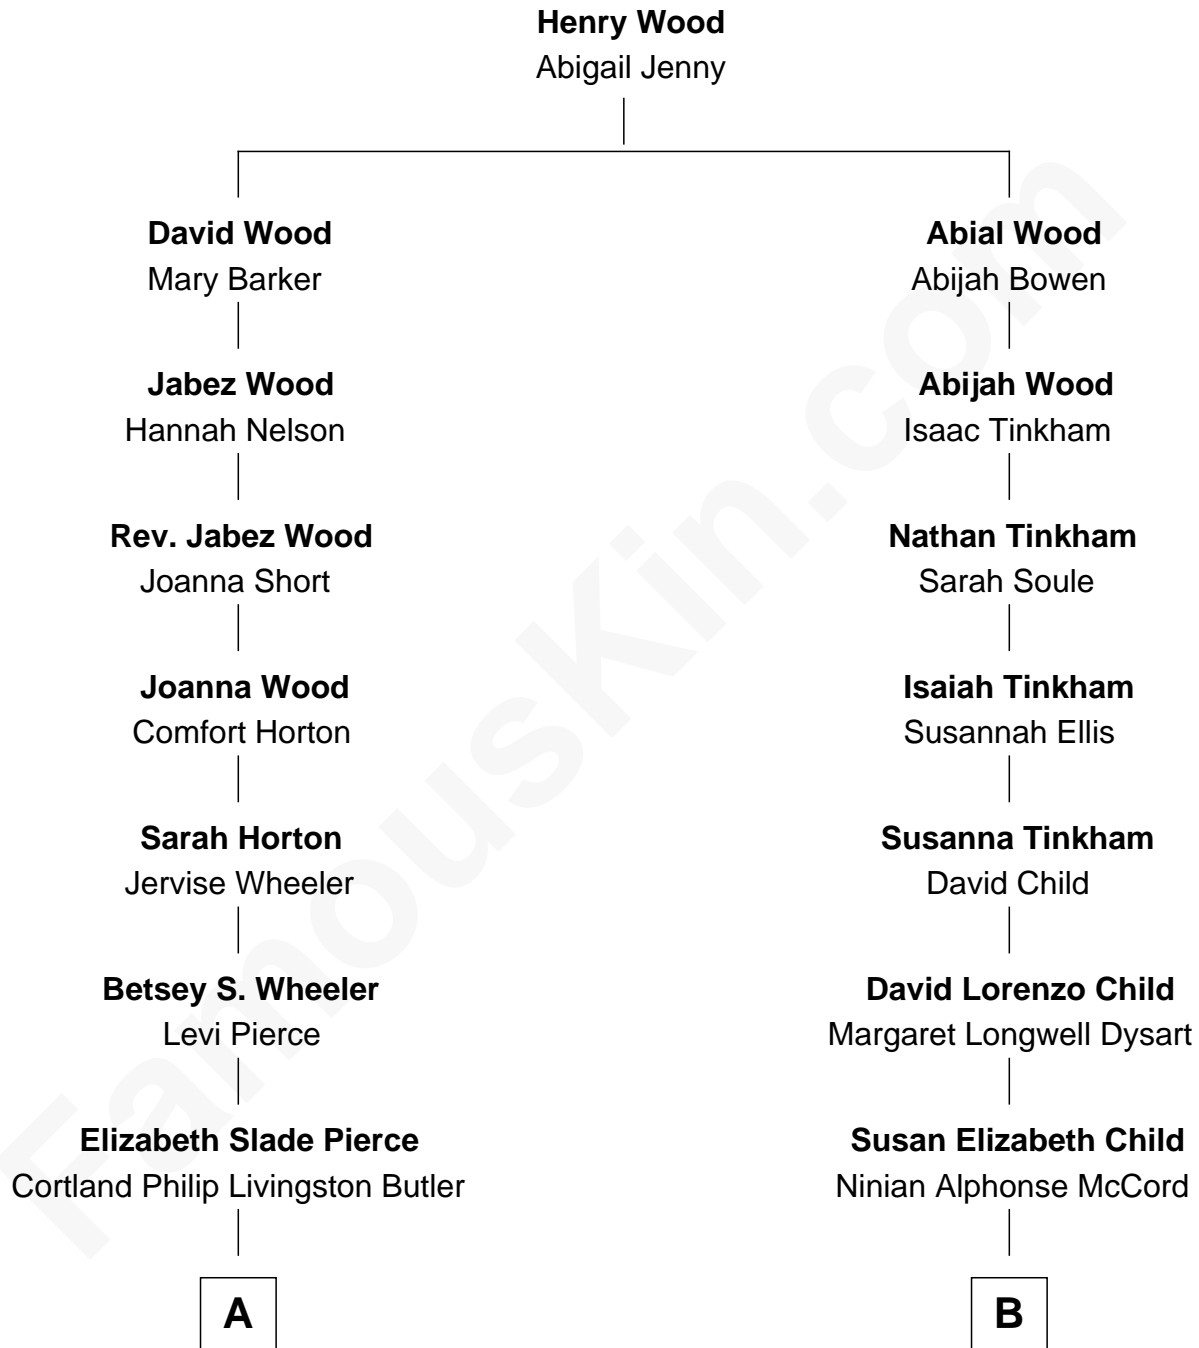 Henry Wood
Abigail Jenny
David Wood
Mary Barker
Jabez Wood
Hannah Nelson
Rev. Jabez Wood
Joanna Short
Joanna Wood
Comfort Horton
Sarah Horton
Jervise Wheeler
Betsey S. Wheeler
Levi Pierce
Elizabeth Slade Pierce
Cortland Philip Livingston Butler
A
Abial Wood
Abijah Bowen
Abijah Wood
Isaac Tinkham
Nathan Tinkham
Sarah Soule
Isaiah Tinkham
Susannah Ellis
Susanna Tinkham
David Child
David Lorenzo Child
Margaret Longwell Dysart
Susan Elizabeth Child
Ninian Alphonse McCord
B
FamousKin.com